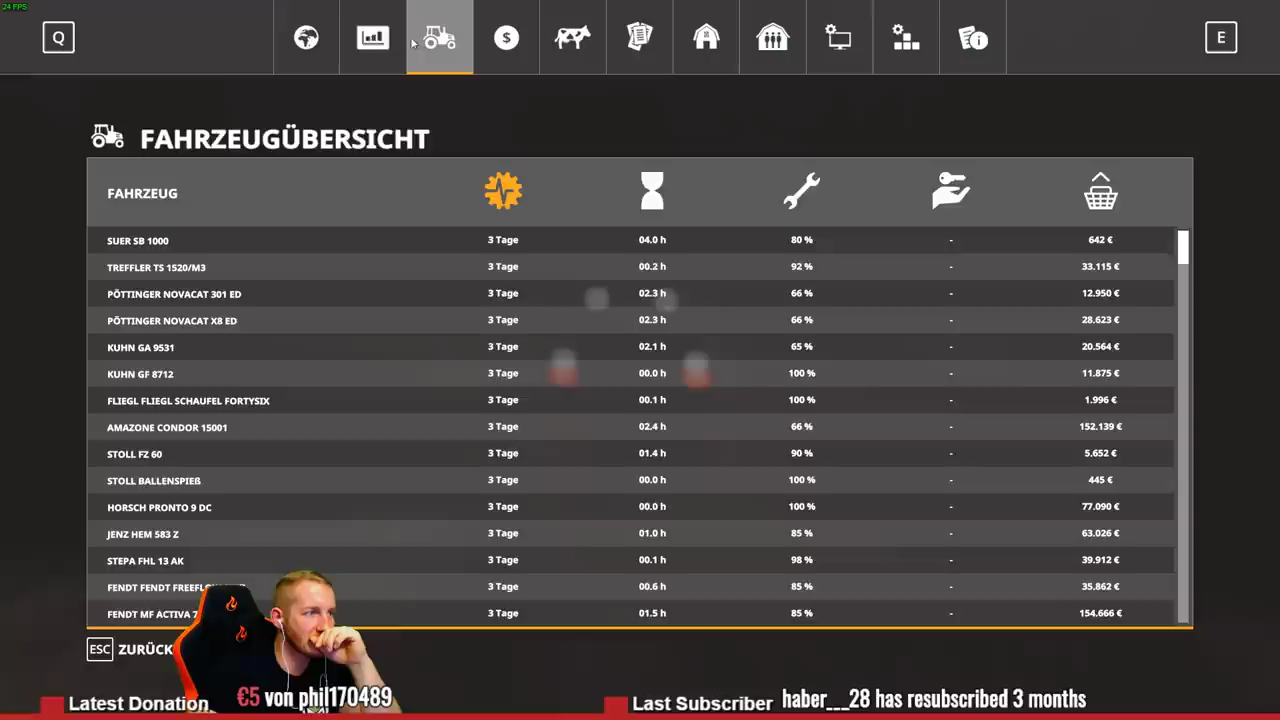 24 FPS
Q
$
E
FAHRZEUGÜBERSICHT
FAHRZEUG
SUER SB 1000 3 Tage 04.0 h 80 % - 642 €
TREFFLER TS 1520/M3 3 Tage 00.2 h 92 % - 33.115 €
PÖTTINGER NOVACAT 301 ED 3 Tage 02.3 h 66 % - 12.950 €
PÖTTINGER NOVACAT X8 ED 3 Tage 02.3 h 66 % - 28.623 €
KUHN GA 9531 3 Tage 02.1 h 65 % - 20.564 €
KUHN GF 8712 3 Tage 00.0 h 100 % - 11.875 €
FLIEGL FLIEGL SCHAUFEL FORTYSIX 3 Tage 00.1 h 100 % - 1.996 €
AMAZONE CONDOR 15001 3 Tage 02.4 h 66 % - 152.139 €
STOLL FZ 60 3 Tage 01.4 h 90 % - 5.652 €
STOLL BALLENSPIEß 3 Tage 00.0 h 100 % - 445 €
HORSCH PRONTO 9 DC 3 Tage 00.0 h 100 % - 77.090 €
JENZ HEM 583 Z 3 Tage 01.0 h 85 % - 63.026 €
STEPA FHL 13 AK 3 Tage 00.1 h 98 % - 39.912 €
FENDT FENDT 3 Tage 00.6 h 85 % - 35.862 €
FENDT MF ACTIVA 3 Tage 01.5 h 85 % - 154.666 €
ESC ZURÜCK
Latest Donation €5 von phil170489
Last Subscriber haber___28 has resubscribed 3 months